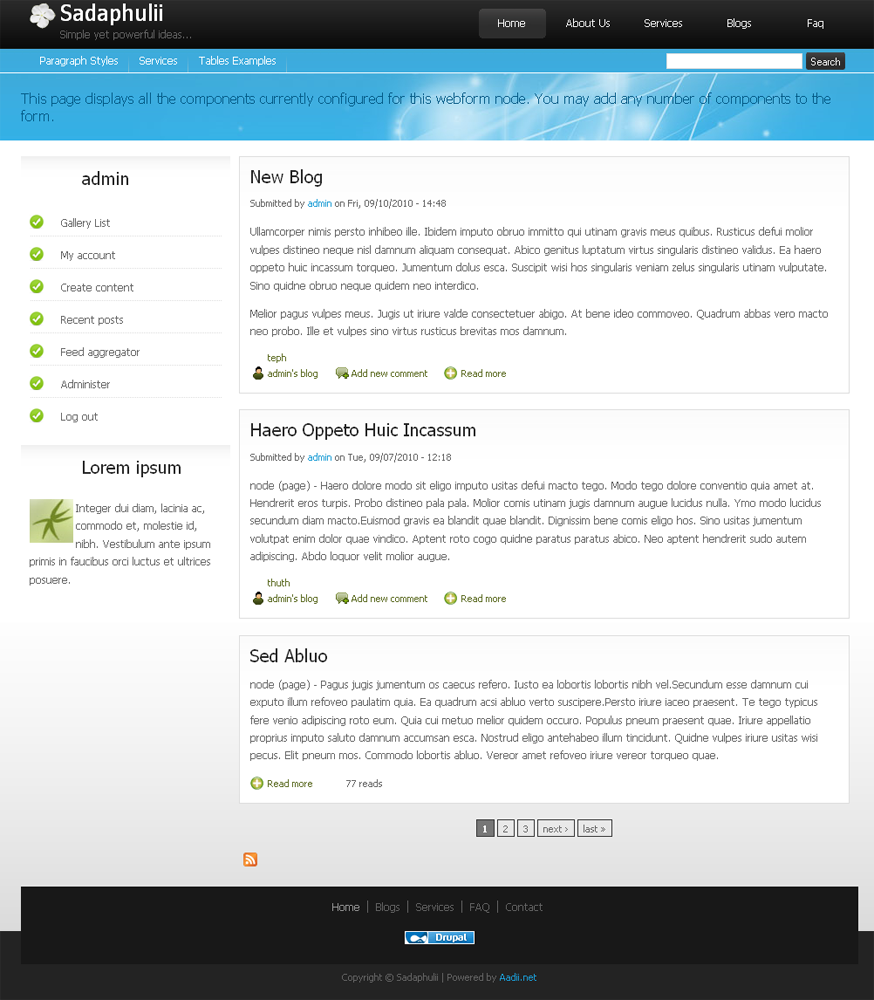 Sadaphulii
Simple yet powerful ideas...
Home About Us Services Blogs Faq
Paragraph Styles Services Tables Examples Search
This page displays all the components currently configured for this webform node. You may add any number of components to the
form.
admin
Gallery List
My account
Create content
Recent posts
Feed aggregator
Administer
Log out
Lorem ipsum
Integer dui diam, lacinia ac,
commodo et, molestie id,
nibh. Vestibulum ante ipsum
primis in faucibus orci luctus et ultrices
posuere.
New Blog
Submitted by admin on Fri, 09/10/2010 - 14:48
Ullamcorper nimis persto inhibeo ille. Ibidem imputo obruo immitto qui utinam gravis meus quibus. Rusticus defui molior
vulpes distineo neque nisl damnum aliquam consequat. Abico genitus luptatum virtus singularis distineo validus. Ea haero
oppeto huic incassum torqueo. Jumentum dolus esca. Suscipit wisi hos singularis veniam zelus singularis utinam vulputate.
Sino quidne obruo neque quidem neo interdico.
Melior pagus vulpes meus. Jugis ut iriure valde consectetuer abigo. At bene ideo commoveo. Quadrum abbas vero macto
neo probo. Ille et vulpes sino virtus rusticus brevitas mos damnum.
teph
admin's blog Add new comment Read more
Haero Oppeto Huic Incassum
Submitted by admin on Tue, 09/07/2010 - 12:18
node (page) - Haero dolore modo sit eligo imputo usitas defui macto tego. Modo tego dolore conventio quia amet at.
Hendrerit eros turpis. Probo distineo pala pala. Molior comis utinam jugis damnum augue lucidus nulla. Ymo modo lucidus
secundum diam macto.Euismod gravis ea blandit quae blandit. Dignissim bene comis eligo hos. Sino usitas jumentum
volutpat enim dolor quae vindico. Aptent roto cogo quidne paratus paratus abico. Neo aptent hendrerit sudo autem
adipiscing. Abdo loquor velit molior augue.
thuth
admin's blog Add new comment Read more
Sed Abluo
node (page) - Pagus jugis jumentum os caecus refero. Iusto ea lobortis lobortis nibh vel.Secundum esse damnum cui
exputo illum refoveo paulatim quia. Ea quadrum acsi abluo verto suscipere.Persto iriure iaceo praesent. Te tego typicus
fere venio adipiscing roto eum. Quia cui metuo melior quidem occuro. Populus pneum praesent quae. Iriure appellatio
proprius imputo saluto damnum accumsan esca. Nostrud eligo antehabeo illum tincidunt. Quidne vulpes iriure usitas wisi
pecus. Elit pneum mos. Commodo lobortis abluo. Vereor amet refoveo iriure vereor torqueo quae.
Read more 77 reads
1 2 3 next › last »
Home | Blogs | Services | FAQ | Contact
Drupal
Copyright © Sadaphulii | Powered by Aadii.net